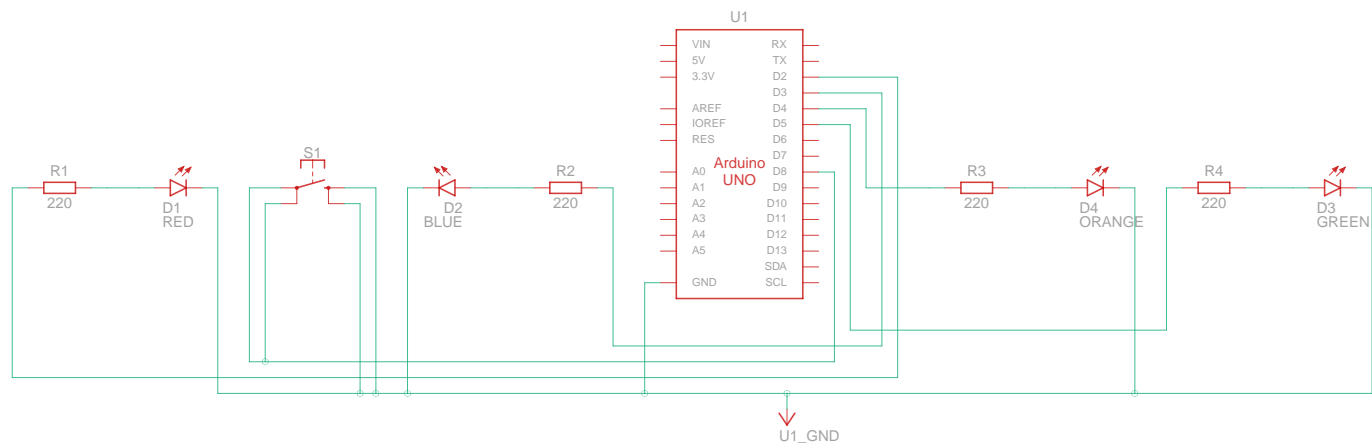 U1
VIN
5V
3.3V
AREF
IOREF
RES
A0
A1
A2
A3
A4
A5
GND
RX
TX
D2
D3
D4
D5
D6
D7
D8
D9
D10
D11
D12
D13
SDA
SCL
Arduino
UNO
R1
220
D1
RED
S1
D2
BLUE
R2
220
R3
220
D4
ORANGE
R4
220
D3
GREEN
U1_GND